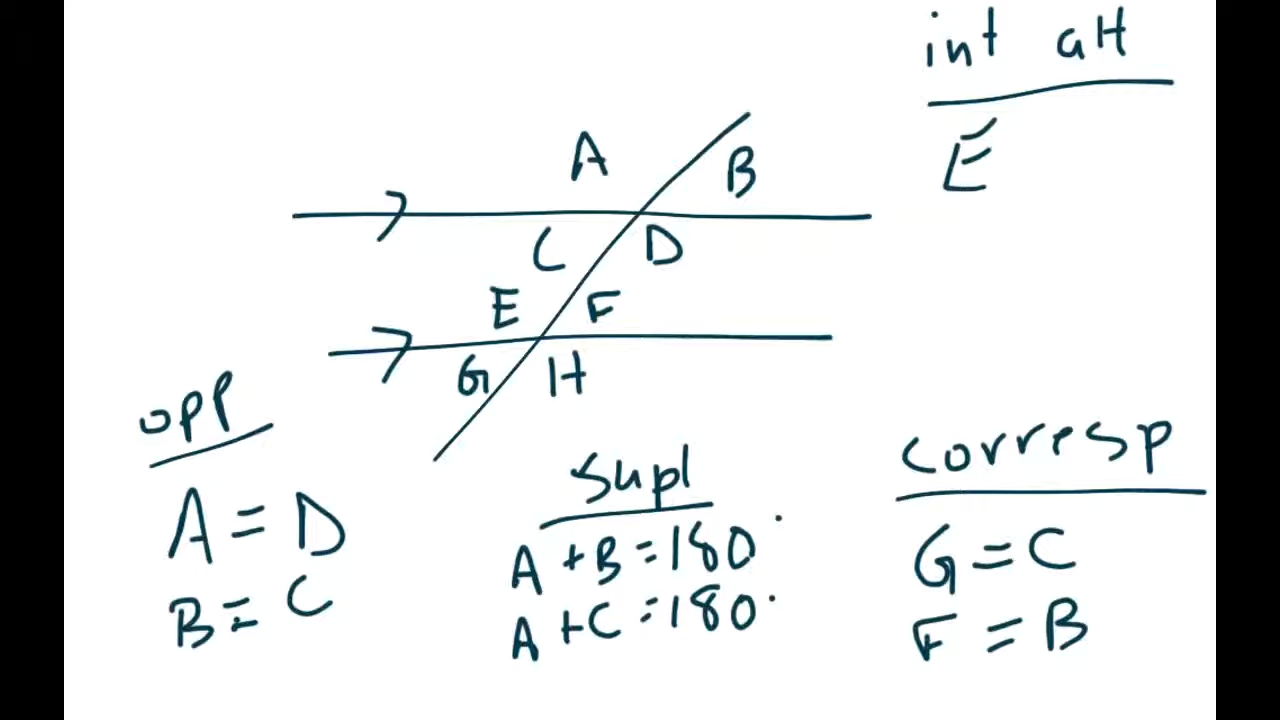 int alt
E
A
B
C
D
E
F
G
H
opp
A = D
B = C
Supl
A + B = 180°
A + C = 180°
corresp
G = C
F = B